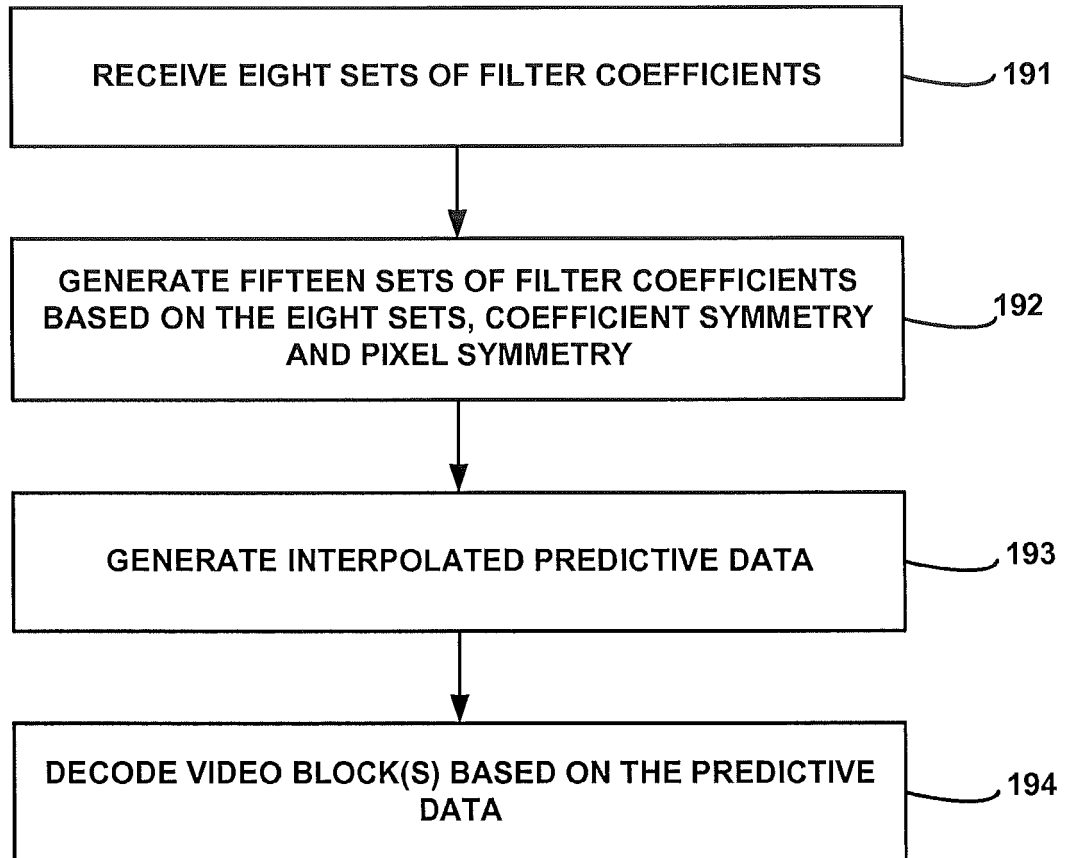 RECEIVE EIGHT SETS OF FILTER COEFFICIENTS
191
GENERATE FIFTEEN SETS OF FILTER COEFFICIENTS
BASED ON THE EIGHT SETS, COEFFICIENT SYMMETRY
AND PIXEL SYMMETRY
192
GENERATE INTERPOLATED PREDICTIVE DATA
193
DECODE VIDEO BLOCK(S) BASED ON THE PREDICTIVE
DATA
194